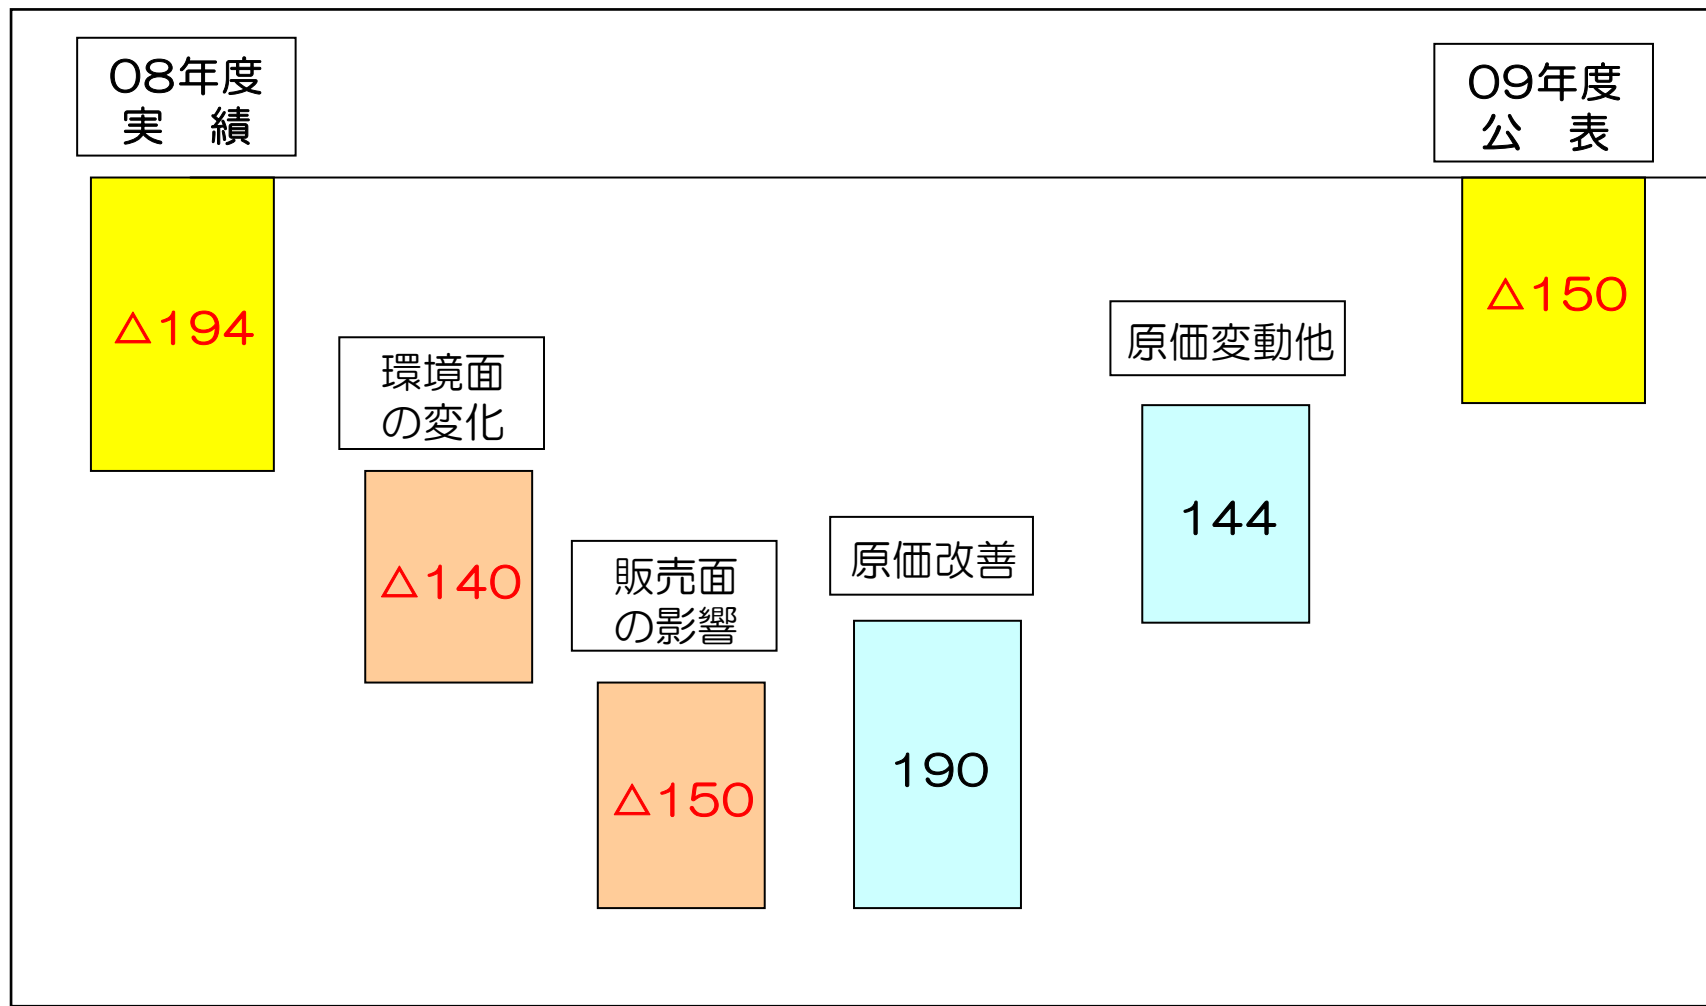 08年度
実　績
△194
環境面
の変化
△140
販売面
の影響
△150
原価改善
190
原価変動他
144
09年度
公　表
△150